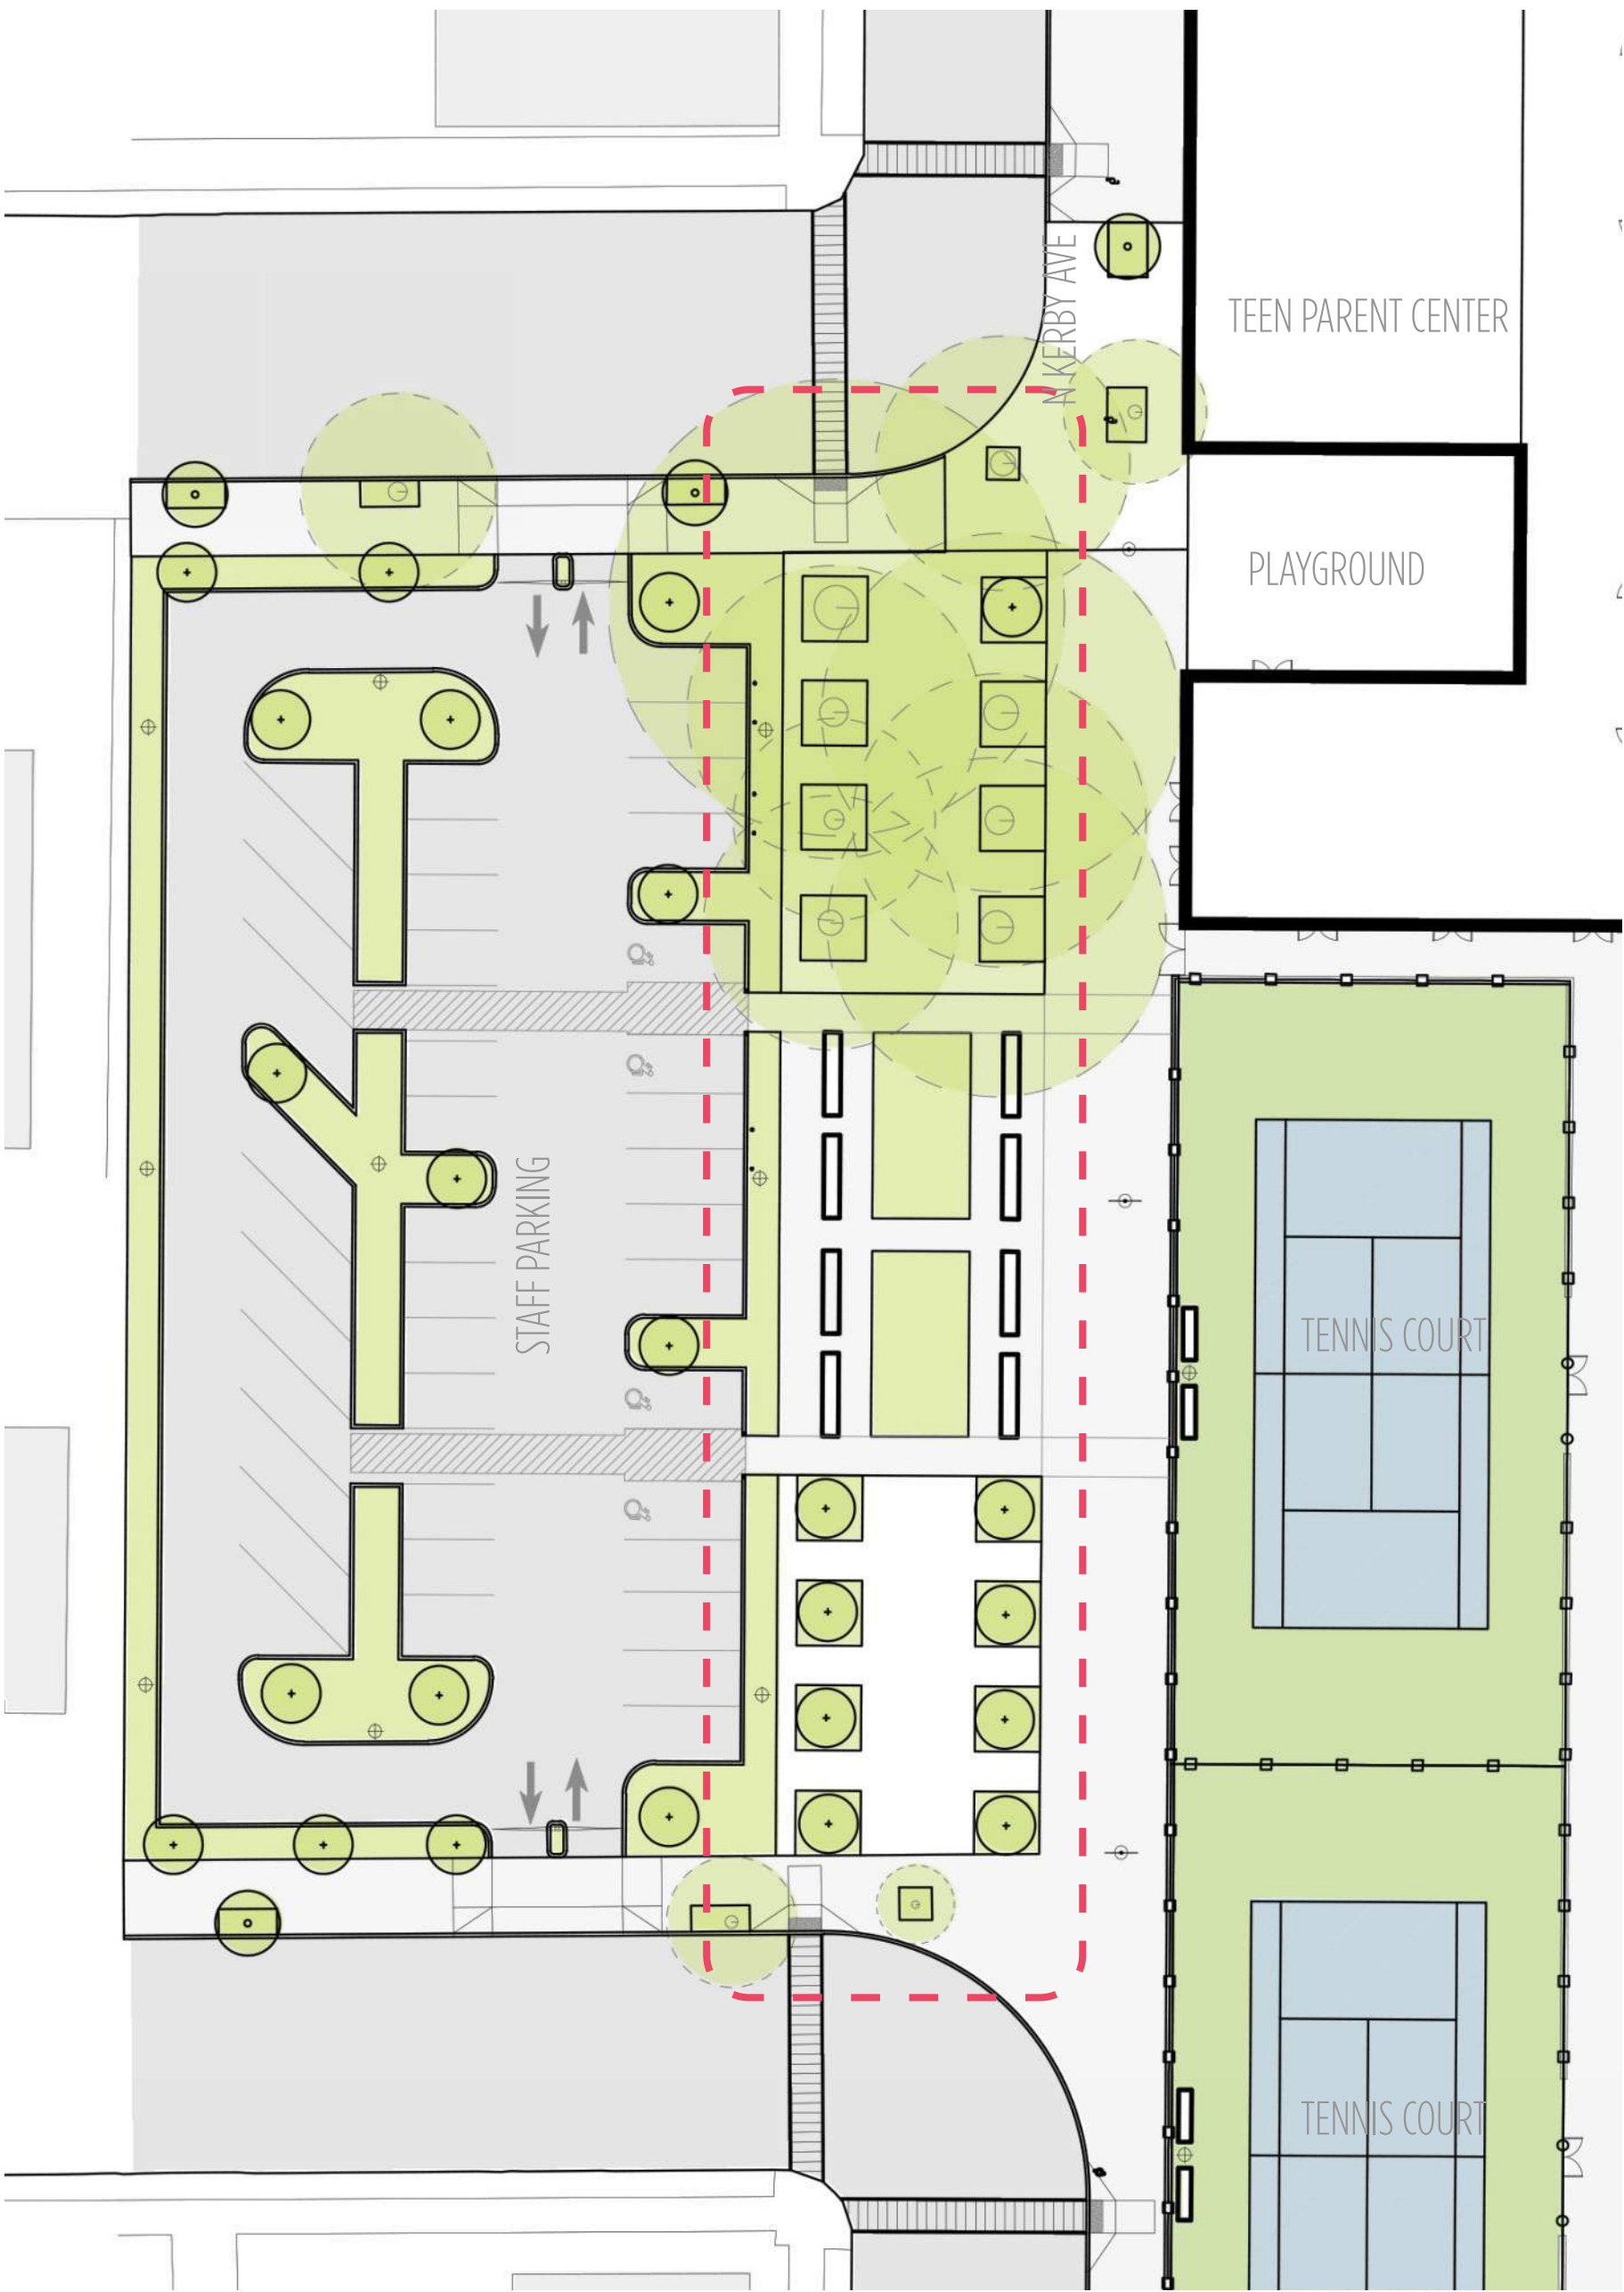 N KERBY AVE
TEEN PARENT CENTER
PLAYGROUND
STAFF PARKING
TENNIS COURT
TENNIS COURT